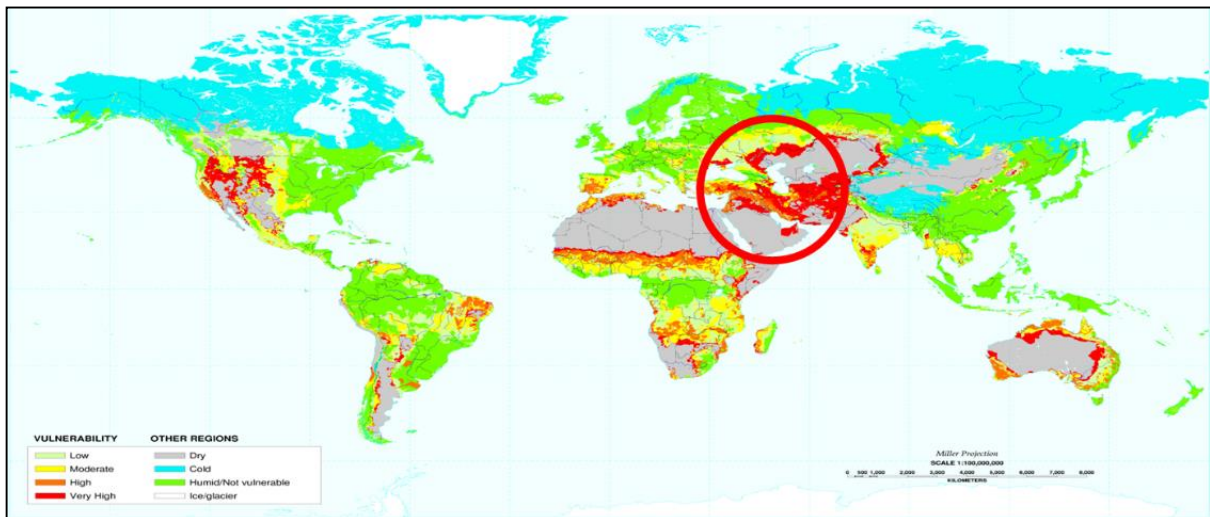 VULNERABILITY
Low
Moderate
High
Very High
OTHER REGIONS
Dry
Cold
Humid/Not vulnerable
Ice/glacier
Miller Projection
SCALE 1:100,000,000
0 500 1,000 2,000 3,000 4,000 5,000 6,000 7,000 8,000
KILOMETERS